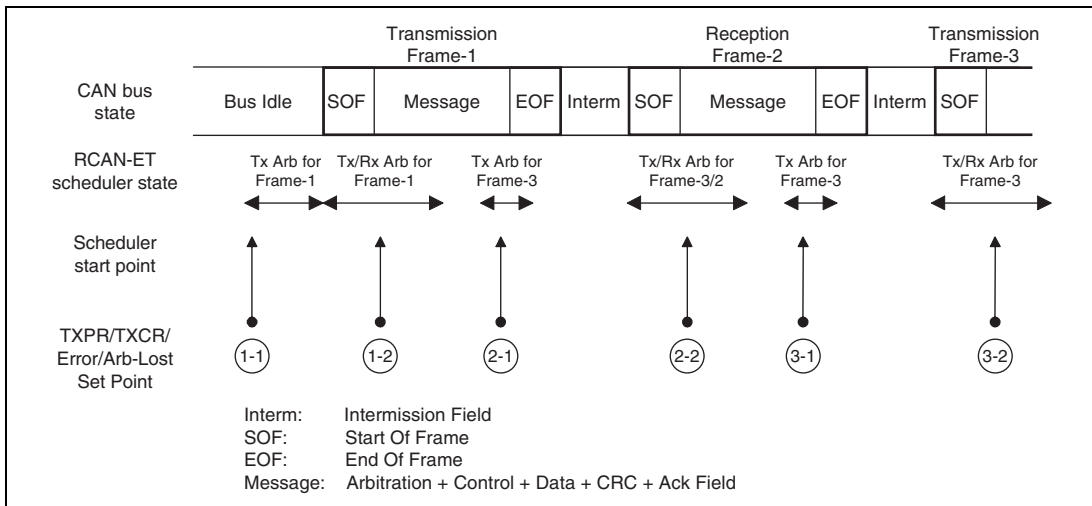 Transmission
Frame-1
Reception
Frame-2
Transmission
Frame-3
CAN bus
state
Bus Idle
SOF
Message
EOF
Interm
SOF
Message
EOF
Interm
SOF
RCAN-ET
scheduler state
Tx Arb for
Frame-1
Tx/Rx Arb for
Frame-1
Tx Arb for
Frame-3
Tx/Rx Arb for
Frame-3/2
Tx Arb for
Frame-3
Tx/Rx Arb for
Frame-3
Scheduler
start point
TXPR/TXCR/
Error/Arb-Lost
Set Point
1-1
1-2
2-1
2-2
3-1
3-2
Interm: Intermission Field
SOF: Start Of Frame
EOF: End Of Frame
Message: Arbitration + Control + Data + CRC + Ack Field